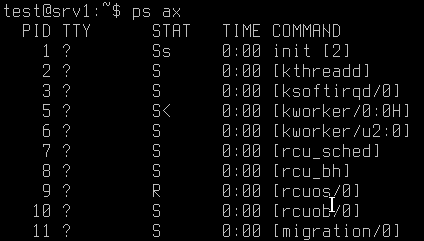 test@srv1:~$ ps ax
  PID TTY      STAT   TIME COMMAND
    1 ?        Ss     0:00 init [2]
    2 ?        S      0:00 [kthreadd]
    3 ?        S      0:00 [ksoftirqd/0]
    5 ?        S<     0:00 [kworker/0:0H]
    6 ?        S      0:00 [kworker/u2:0]
    7 ?        S      0:00 [rcu_sched]
    8 ?        S      0:00 [rcu_bh]
    9 ?        R      0:00 [rcuos/0]
   10 ?        S      0:00 [rcuob/0]
   11 ?        S      0:00 [migration/0]